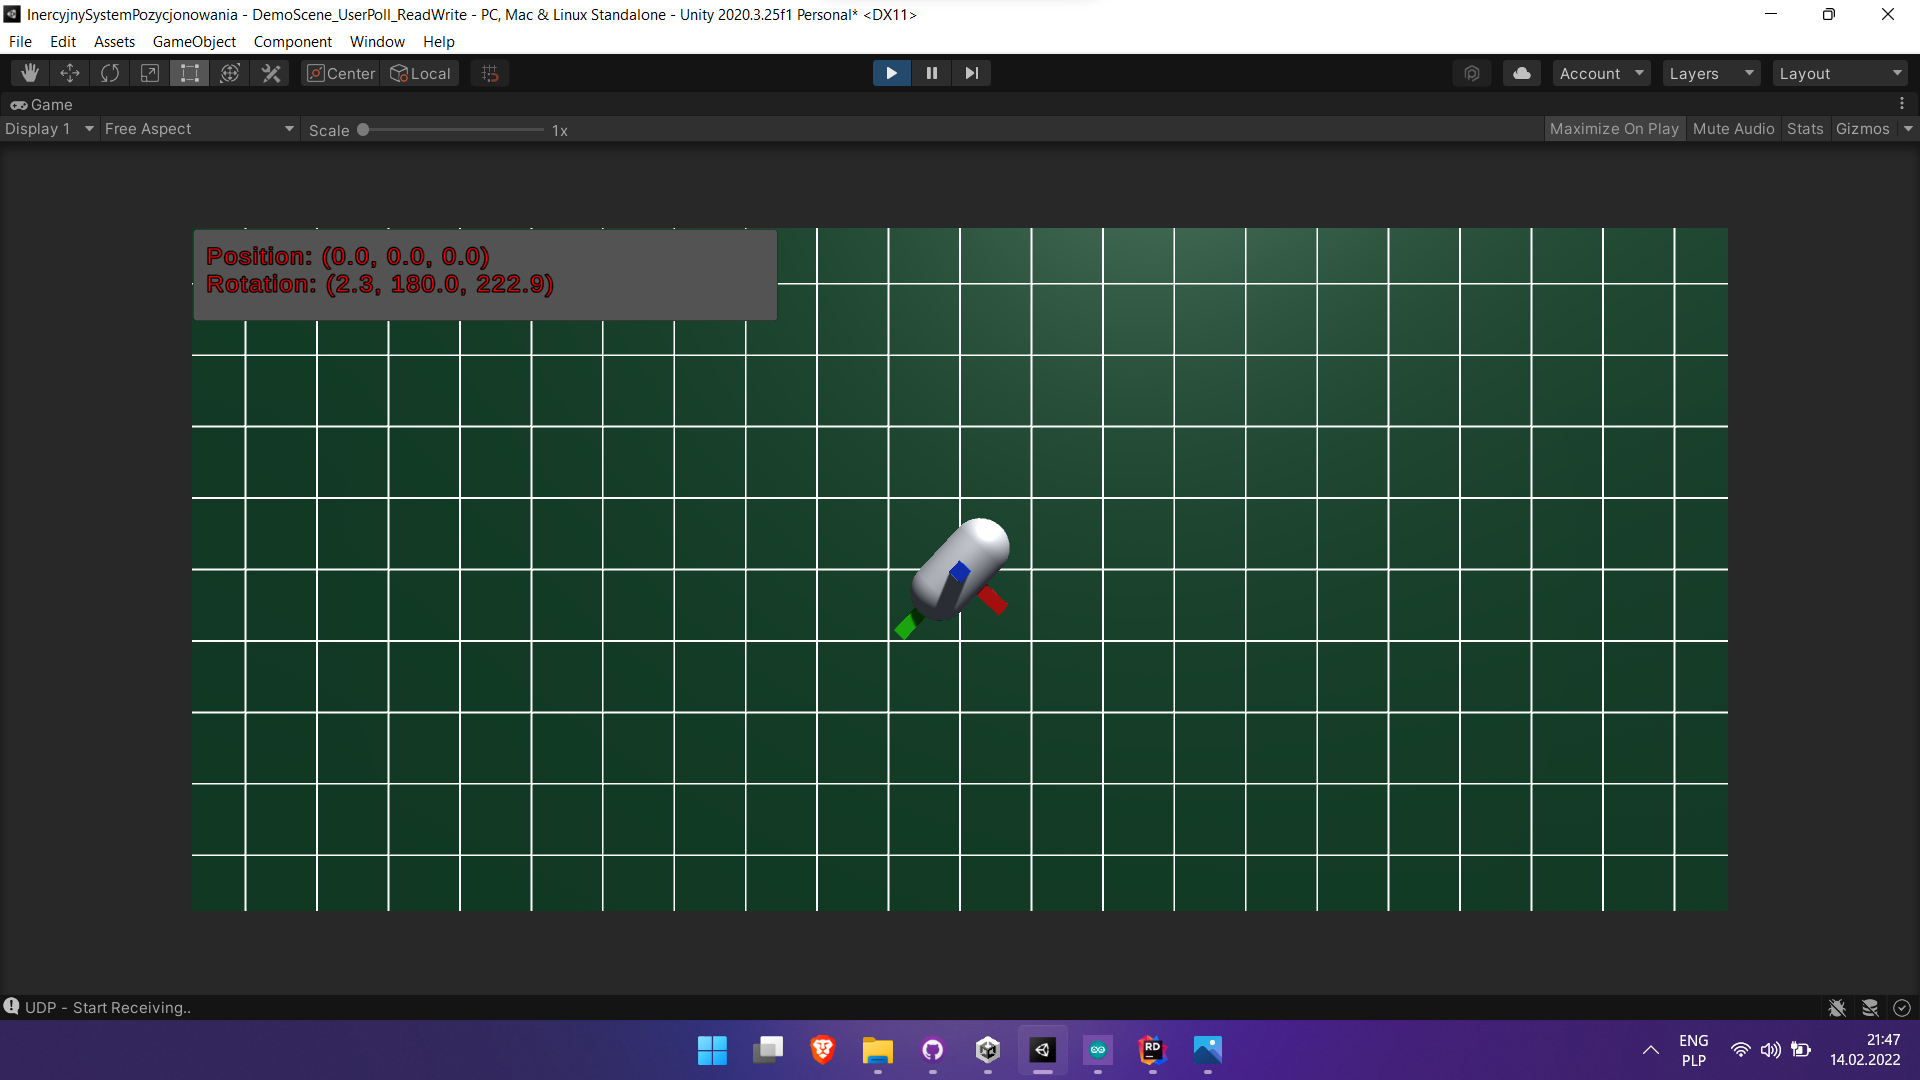 InercyjnySystemPozycjonowania - DemoScene_UserPoll_ReadWrite - PC, Mac & Linux Standalone - Unity 2020.3.25f1 Personal* <DX11>
File Edit Assets GameObject Component Window Help
Center Local Account Layers Layout
Game
Display 1 Free Aspect Scale 1x Maximize On Play Mute Audio Stats Gizmos
Position: (0.0, 0.0, 0.0)
Rotation: (2.3, 180.0, 222.9)
UDP - Start Receiving..
RD
ENG 21:47
PLP 14.02.2022